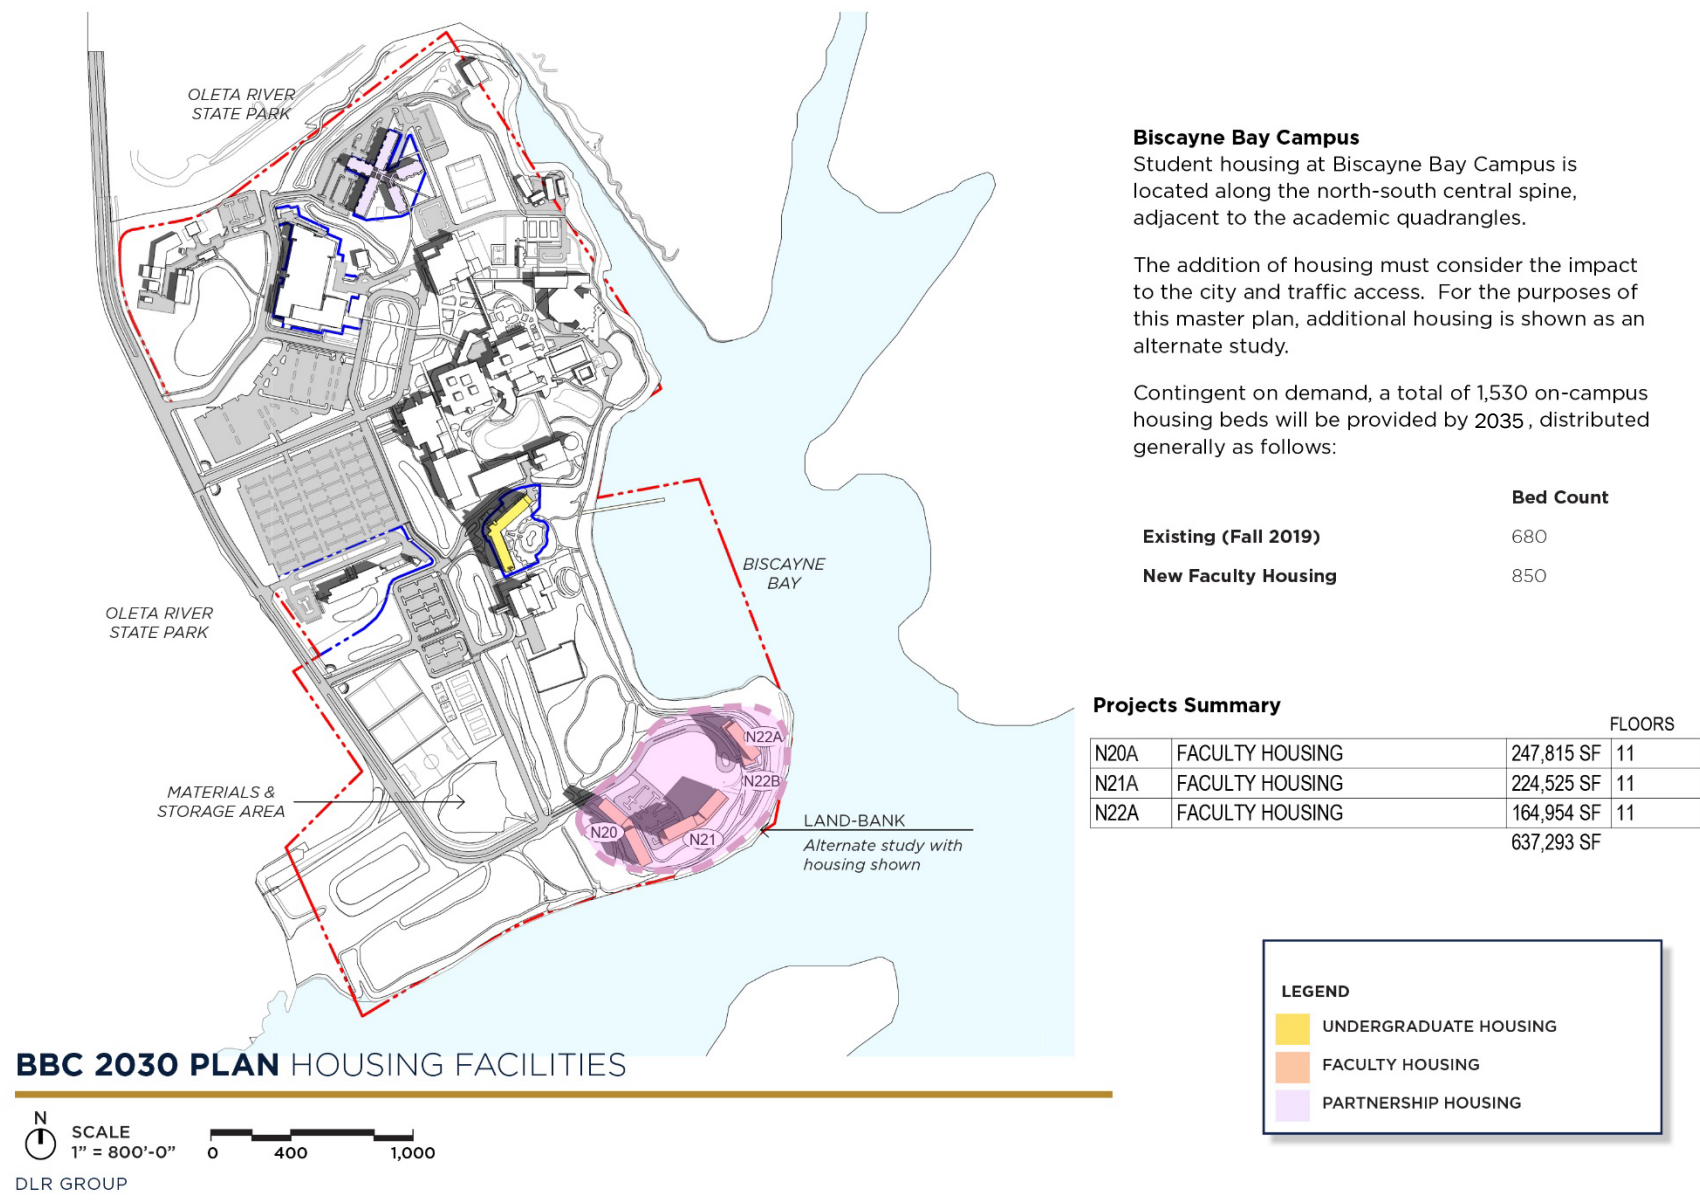 OLETA RIVER
STATE PARK
Biscayne Bay Campus
Student housing at Biscayne Bay Campus is
located along the north-south central spine,
adjacent to the academic quadrangles.
The addition of housing must consider the impact
to the city and traffic access.  For the purposes of
this master plan, additional housing is shown as an
alternate study.
Contingent on demand, a total of 1,530 on-campus
housing beds will be provided by 2035 , distributed
generally as follows:
Bed Count
Existing (Fall 2019) 680
New Faculty Housing 850
BISCAYNE
BAY
OLETA RIVER
STATE PARK
MATERIALS &
STORAGE AREA
N22A
N22B
N20
N21
LAND-BANK
Alternate study with
housing shown
Projects Summary
FLOORS
N20A FACULTY HOUSING 247,815 SF 11
N21A FACULTY HOUSING 224,525 SF 11
N22A FACULTY HOUSING 164,954 SF 11
637,293 SF
LEGEND
UNDERGRADUATE HOUSING
FACULTY HOUSING
PARTNERSHIP HOUSING
BBC 2030 PLAN HOUSING FACILITIES
N
SCALE
1” = 800’-0”
0 400 1,000
DLR GROUP